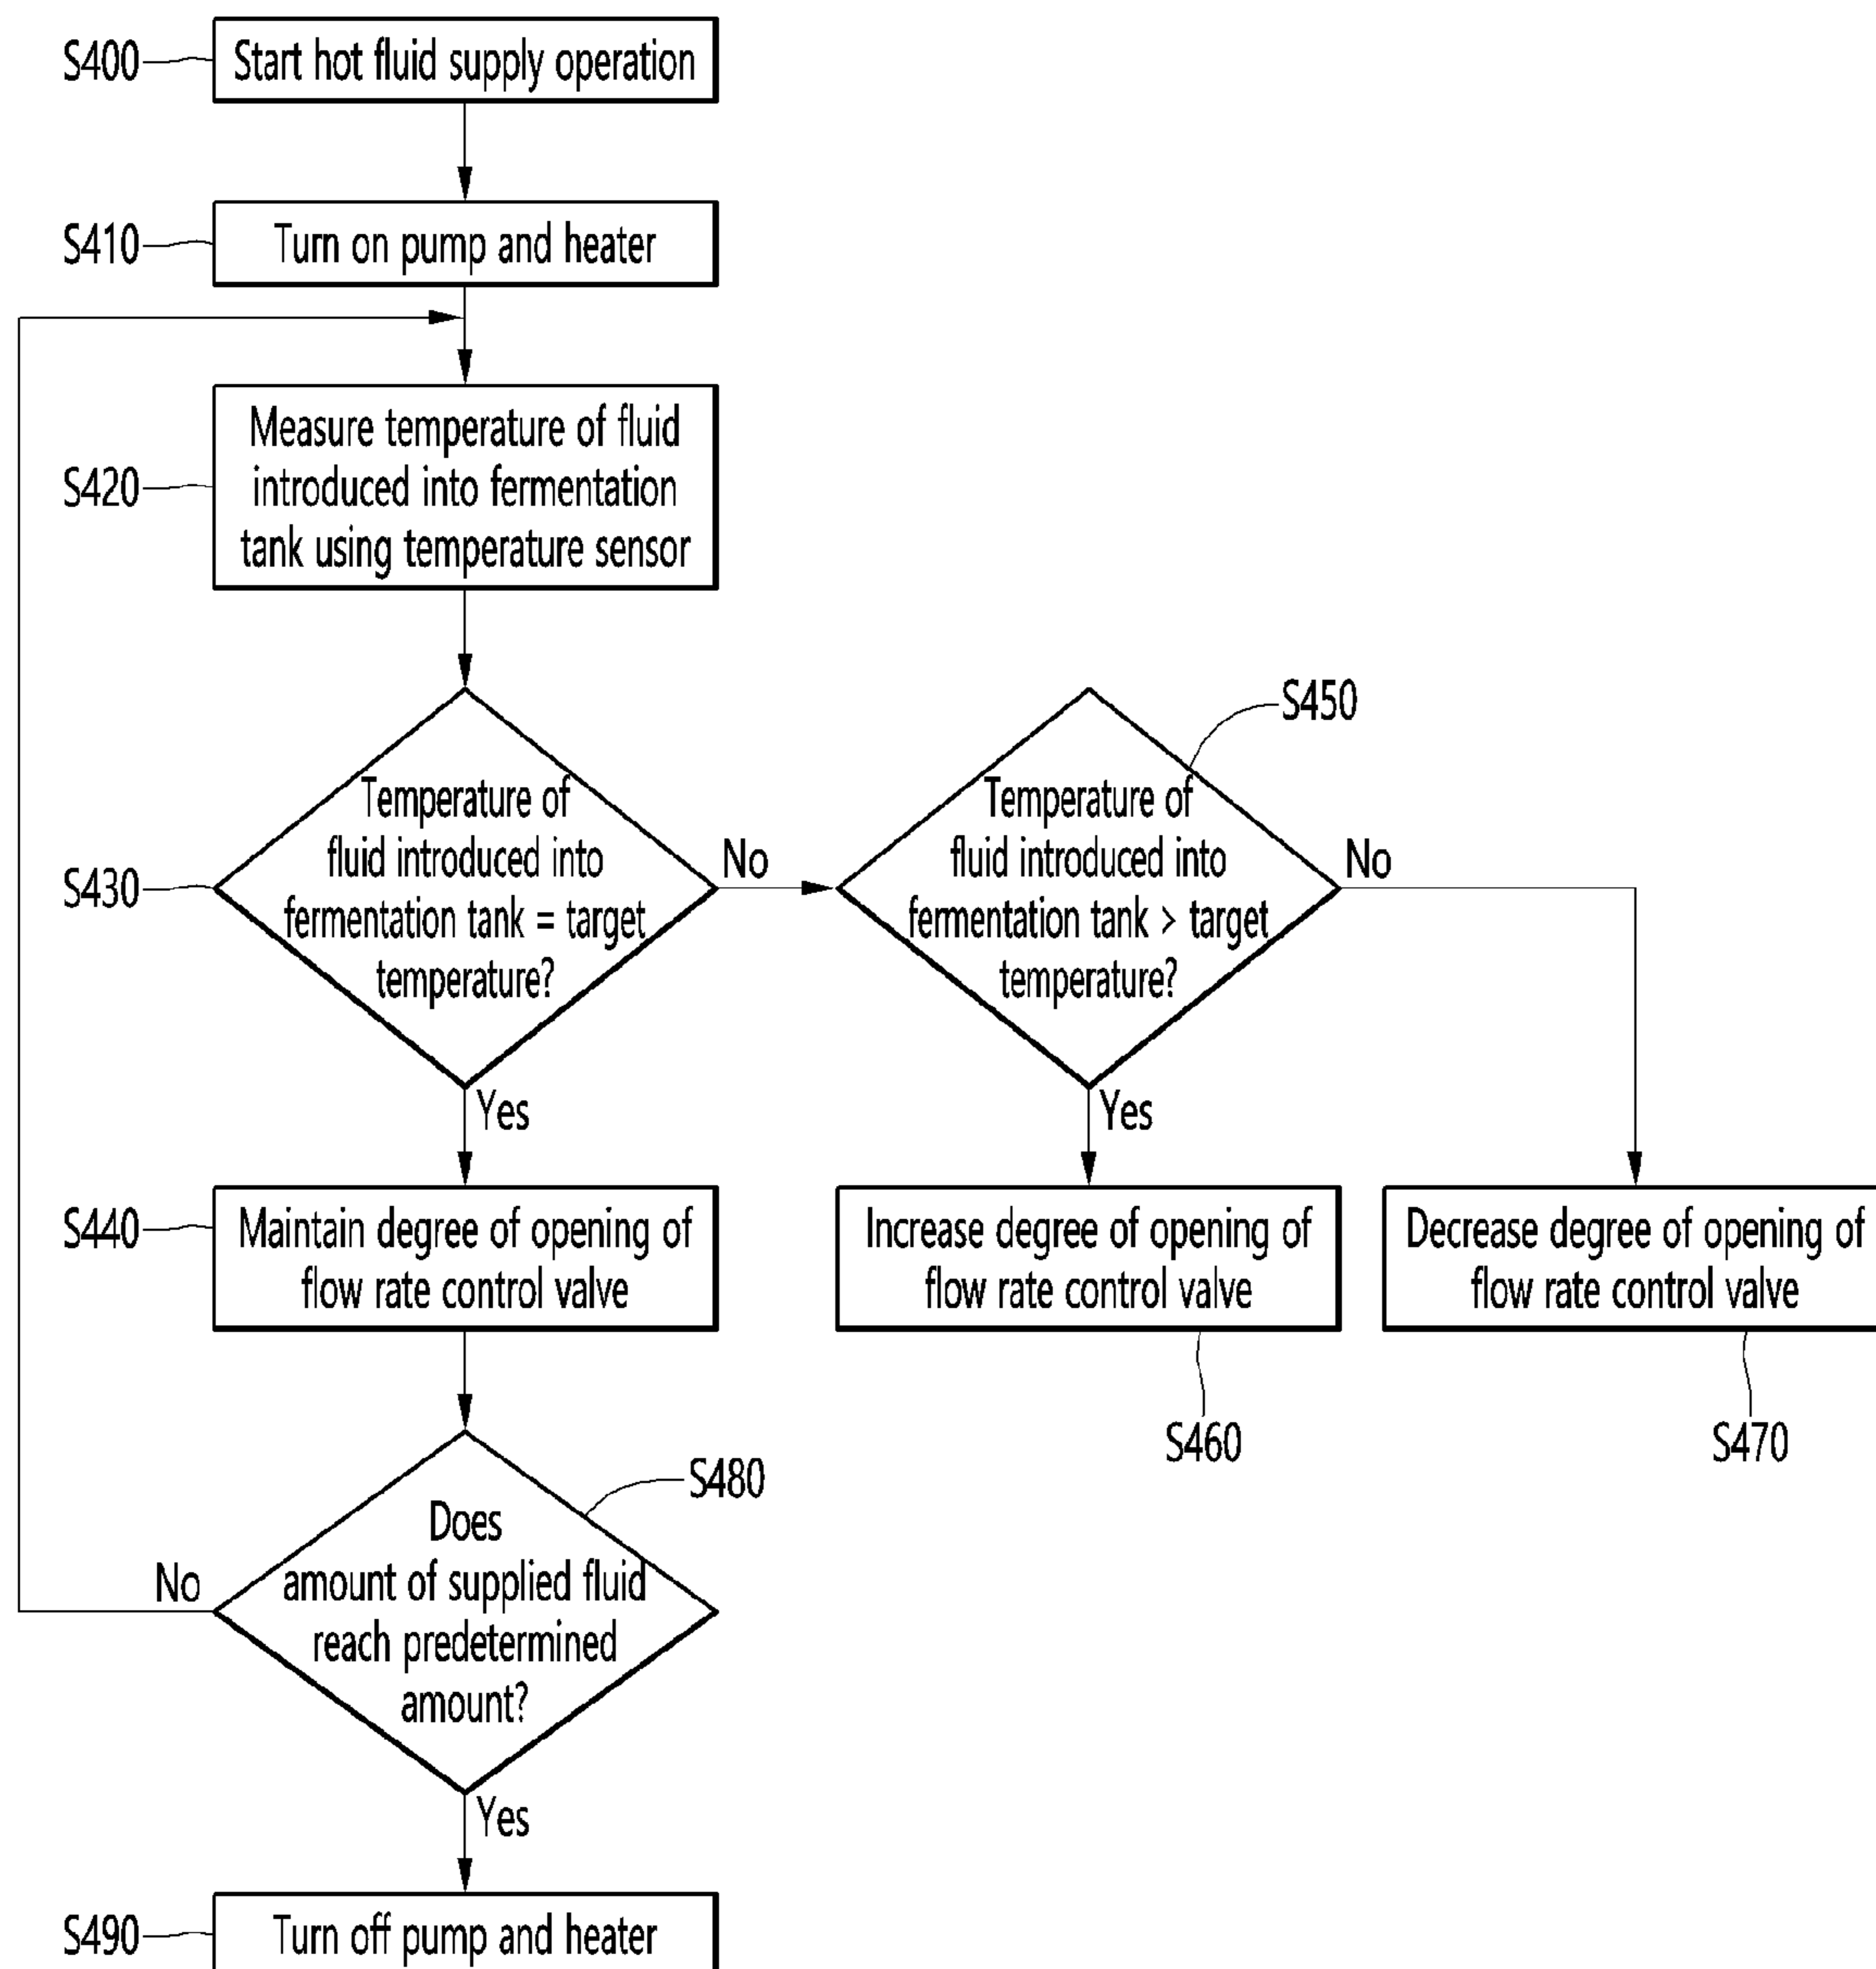 S400
Start hot fluid supply operation
S410
Turn on pump and heater
S420
Measure temperature of fluid
introduced into fermentation
tank using temperature sensor
S430
Temperature of
fluid introduced into
fermentation tank = target
temperature?
No
Yes
S450
Temperature of
fluid introduced into
fermentation tank > target
temperature?
No
Yes
S440
Maintain degree of opening of
flow rate control valve
Increase degree of opening of
flow rate control valve
S460
Decrease degree of opening of
flow rate control valve
S470
S480
Does
amount of supplied fluid
reach predetermined
amount?
No
Yes
S490
Turn off pump and heater